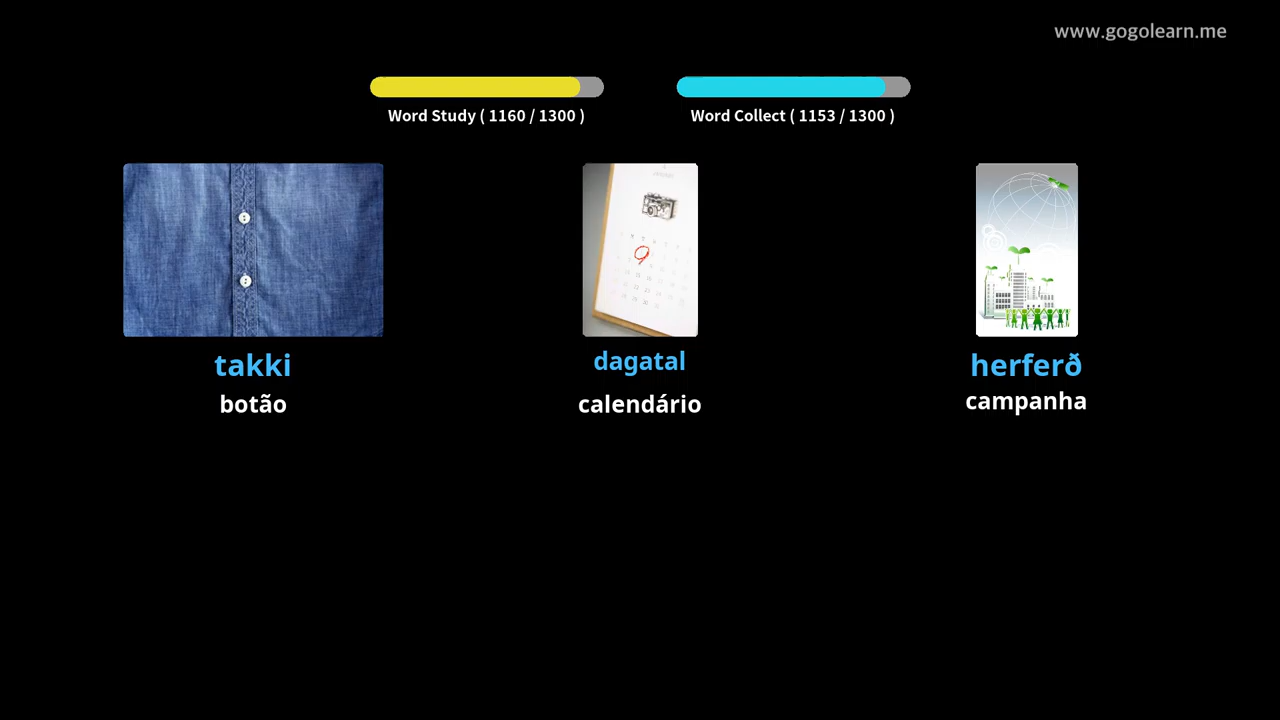 www.gogolearn.me
Word Study ( 1160 / 1300 )
Word Collect ( 1153 / 1300 )
takki
dagatal
herferð
botão
calendário
campanha